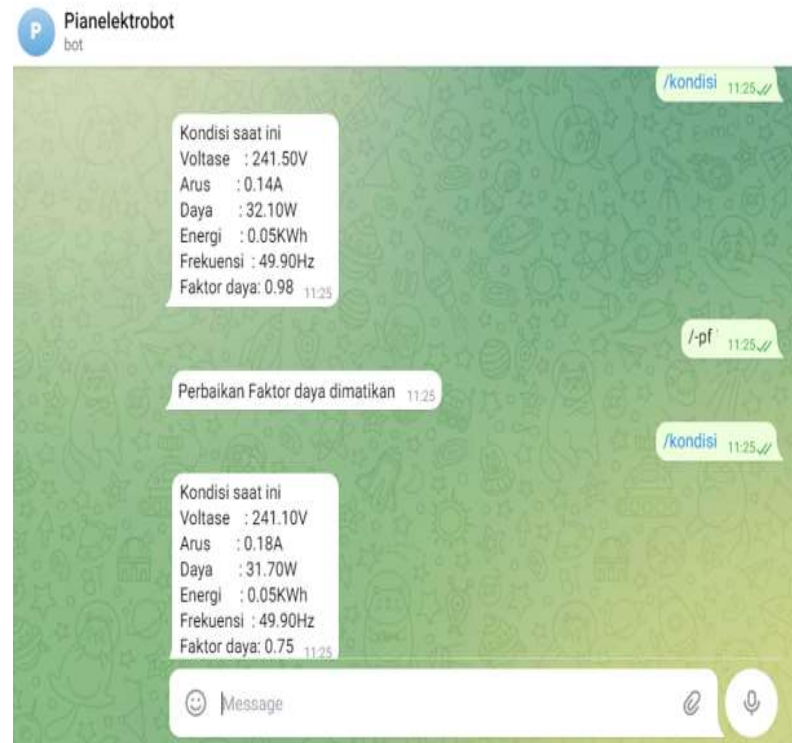 P
Pianelektrobot
bot
/kondisi 11:25
Kondisi saat ini
Voltase : 241.50V
Arus : 0.14A
Daya : 32.10W
Energi : 0.05KWh
Frekuensi : 49.90Hz
Faktor daya: 0.98 11:25
/-pf 11:25
Perbaikan Faktor daya dimatikan 11:25
/kondisi 11:25
Kondisi saat ini
Voltase : 241.10V
Arus : 0.18A
Daya : 31.70W
Energi : 0.05KWh
Frekuensi : 49.90Hz
Faktor daya: 0.75 11:25
Message